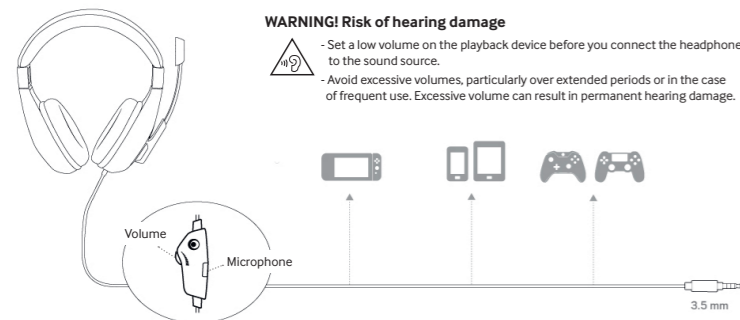 WARNING! Risk of hearing damage
- Set a low volume on the playback device before you connect the headphone
to the sound source.
- Avoid excessive volumes, particularly over extended periods or in the case
of frequent use. Excessive volume can result in permanent hearing damage.
Volume
Microphone
3.5 mm